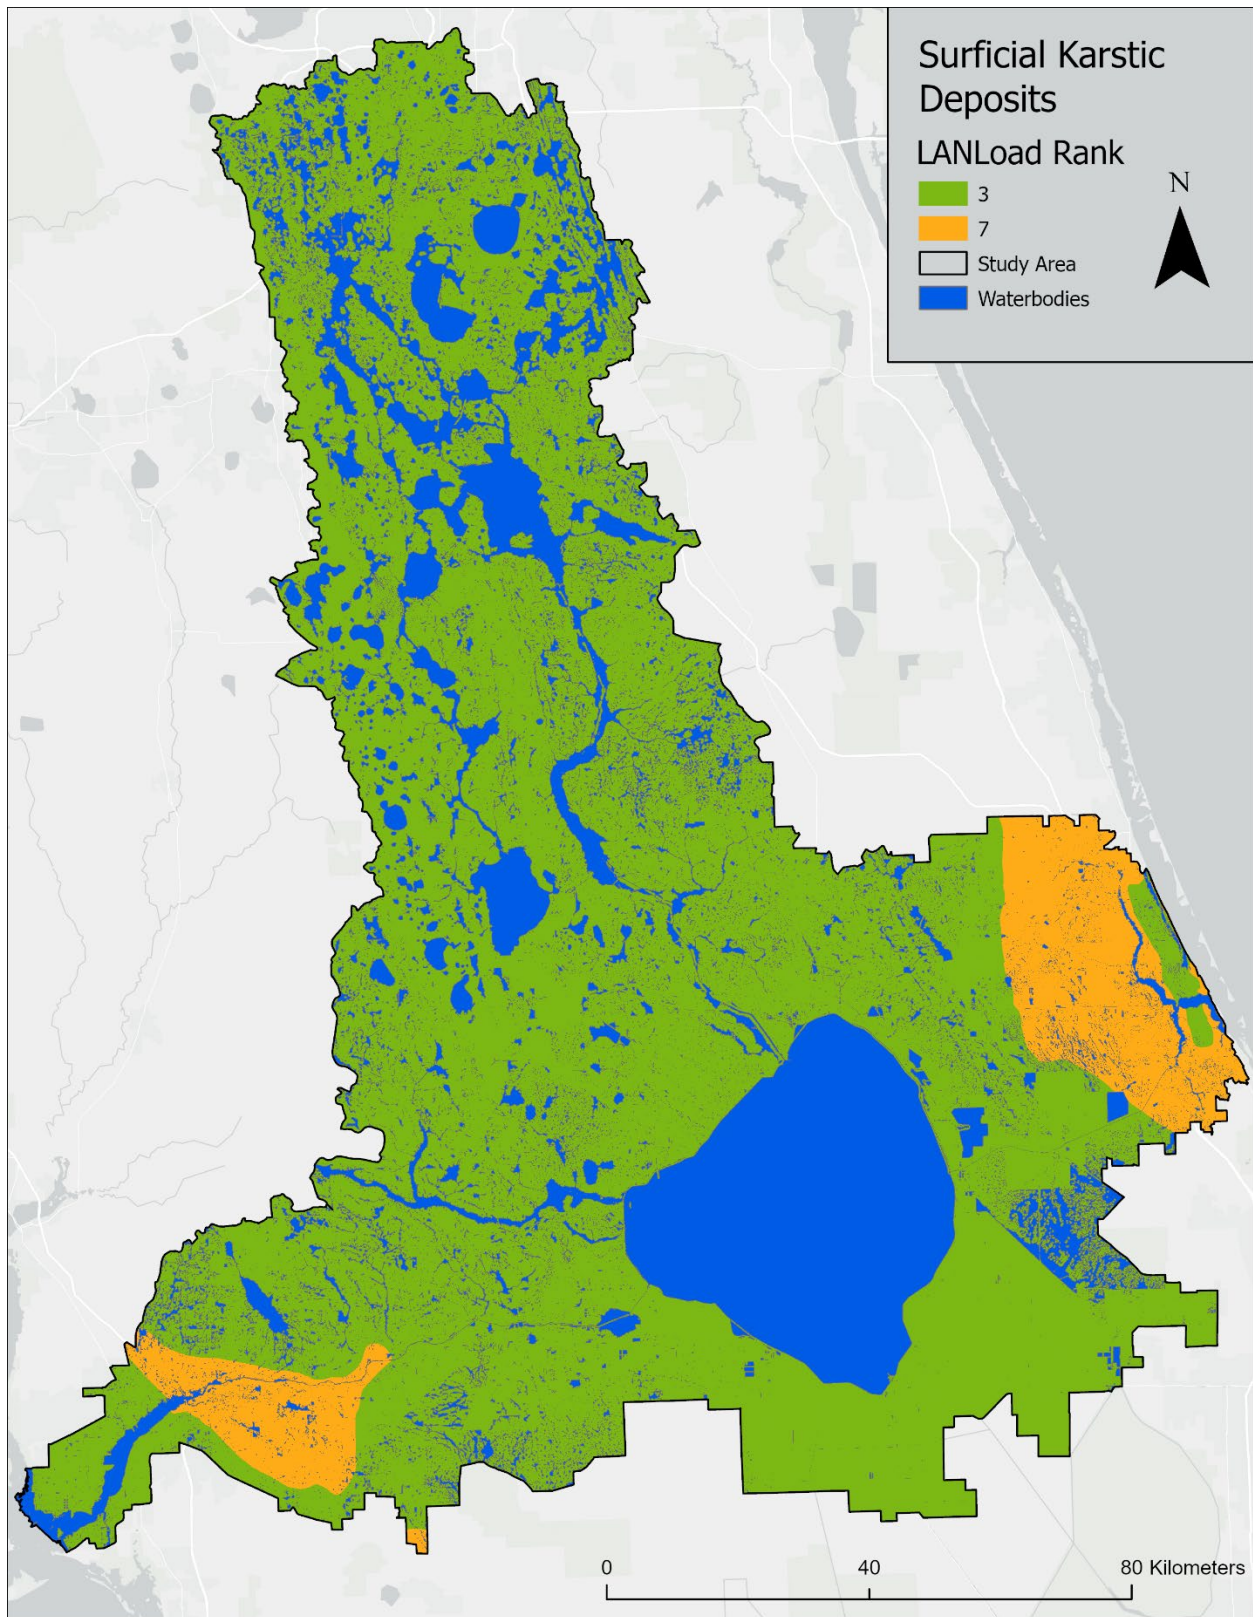 Surficial Karstic
Deposits
LANLoad Rank
3
7
Study Area
Waterbodies
N
0
40
80 Kilometers